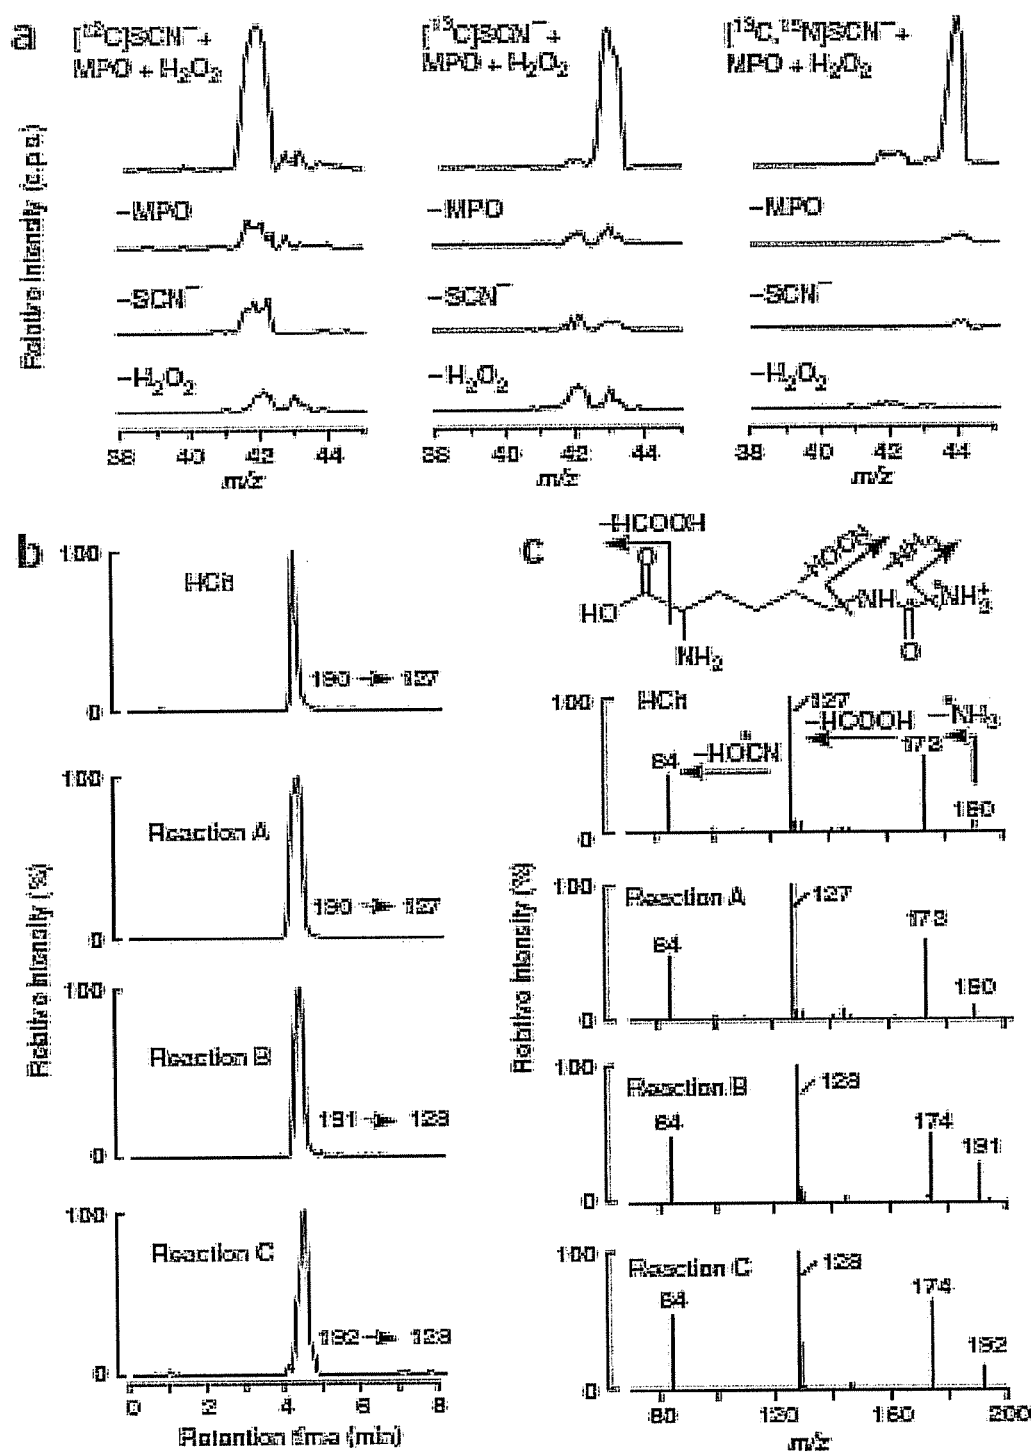 a
[¹²C]SCN⁻ +
MPO + H₂O₂
[¹³C]SCN⁻ +
MPO + H₂O₂
[¹³C, ¹⁵N]SCN⁻ +
MPO + H₂O₂
Relative Intensity (c.p.s.)
−MPO
−MPO
−MPO
−SCN⁻
−SCN⁻
−SCN⁻
−H₂O₂
−H₂O₂
−H₂O₂
38 40 42 44
38 40 42 44
38 40 42 44
m/z
m/z
m/z
b
Relative Intensity (%)
100
HCit
190 → 127
0
100
Reaction A
190 → 127
0
100
Reaction B
191 → 128
0
100
Reaction C
192 → 128
0
0 2 4 6 8
Retention time (min)
c
−HCOOH
O
HO
NH₂
NH
O
*NH₃⁺
Relative Intensity (%)
100
HCit
127
−HCOOH
−*NH₃
−HOCN
84
173
190
0
100
Reaction A
127
84
173
190
0
100
Reaction B
128
84
174
191
0
100
Reaction C
128
84
174
192
0
80 120 160 200
m/z